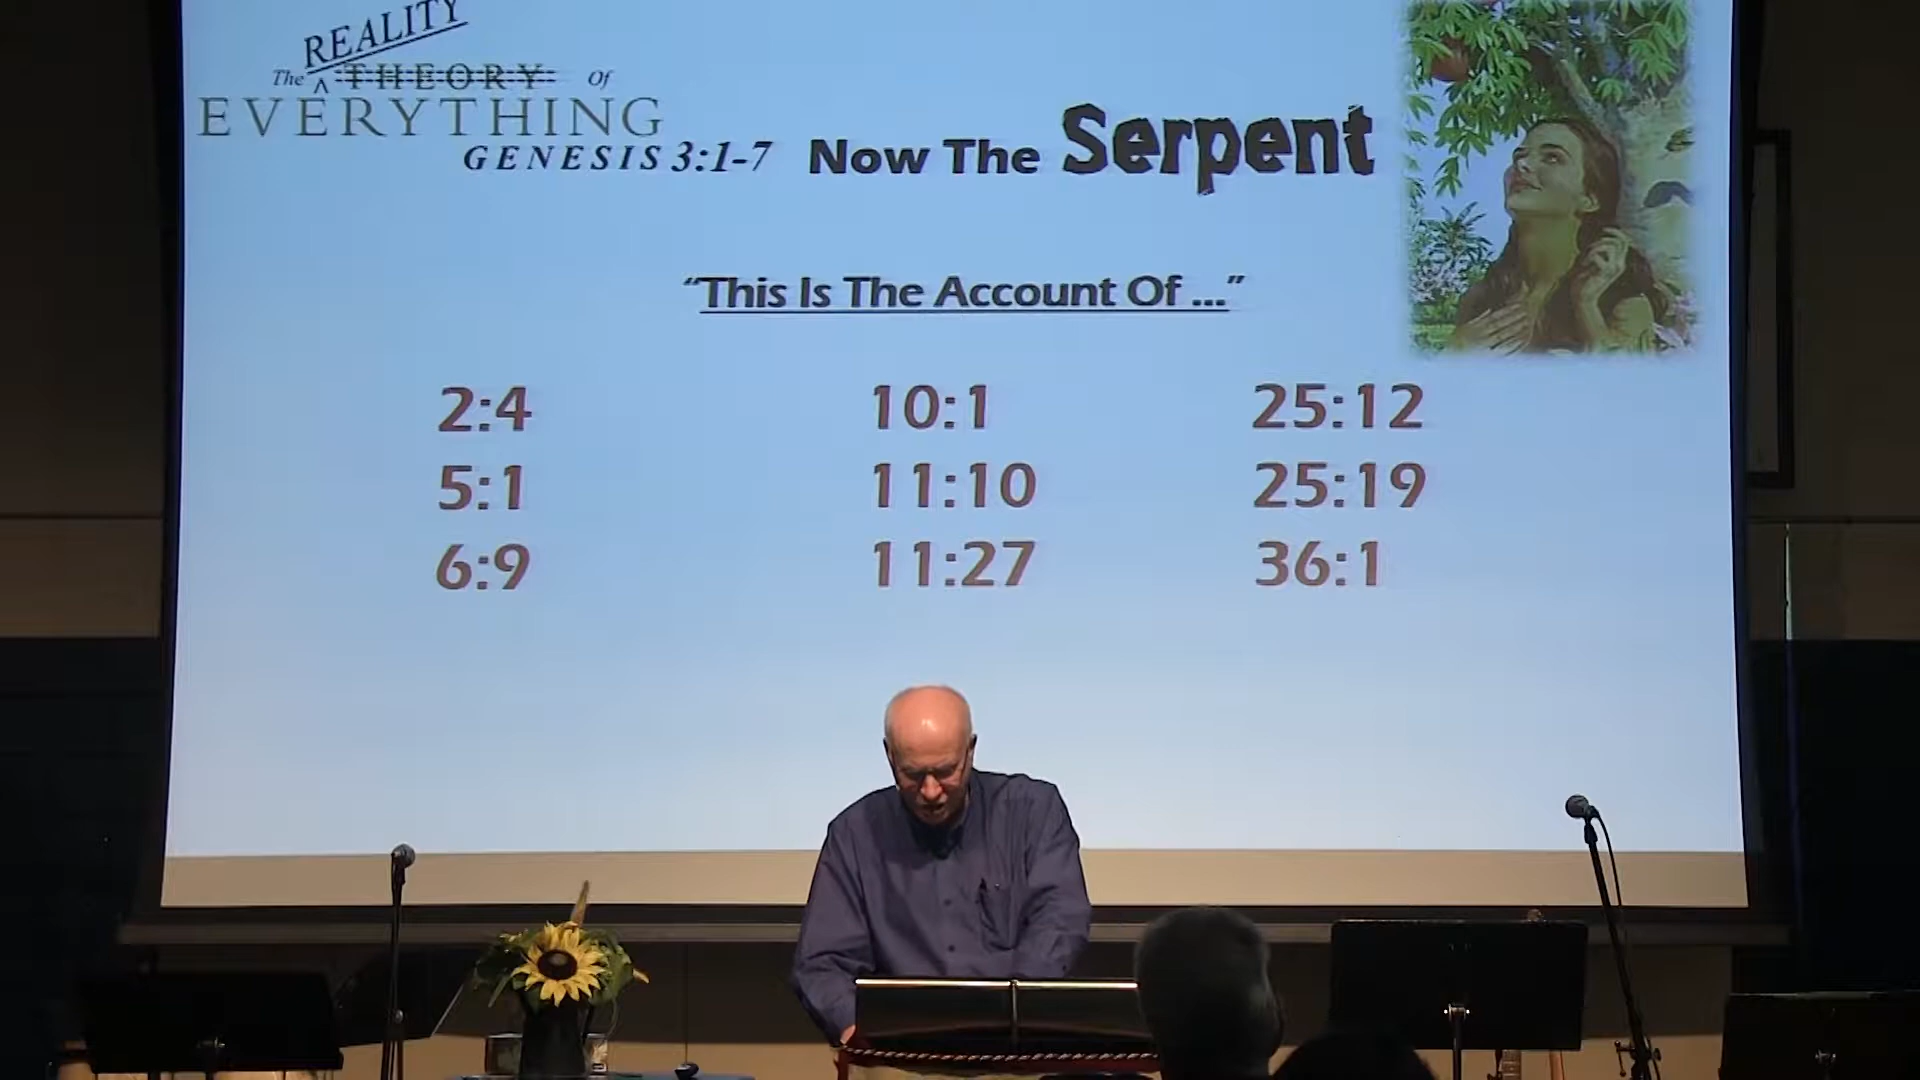 REALITY
The ^ THEORY Of
EVERYTHING
GENESIS 3:1-7 Now The Serpent
“This Is The Account Of ...”
2:4 10:1 25:12
5:1 11:10 25:19
6:9 11:27 36:1